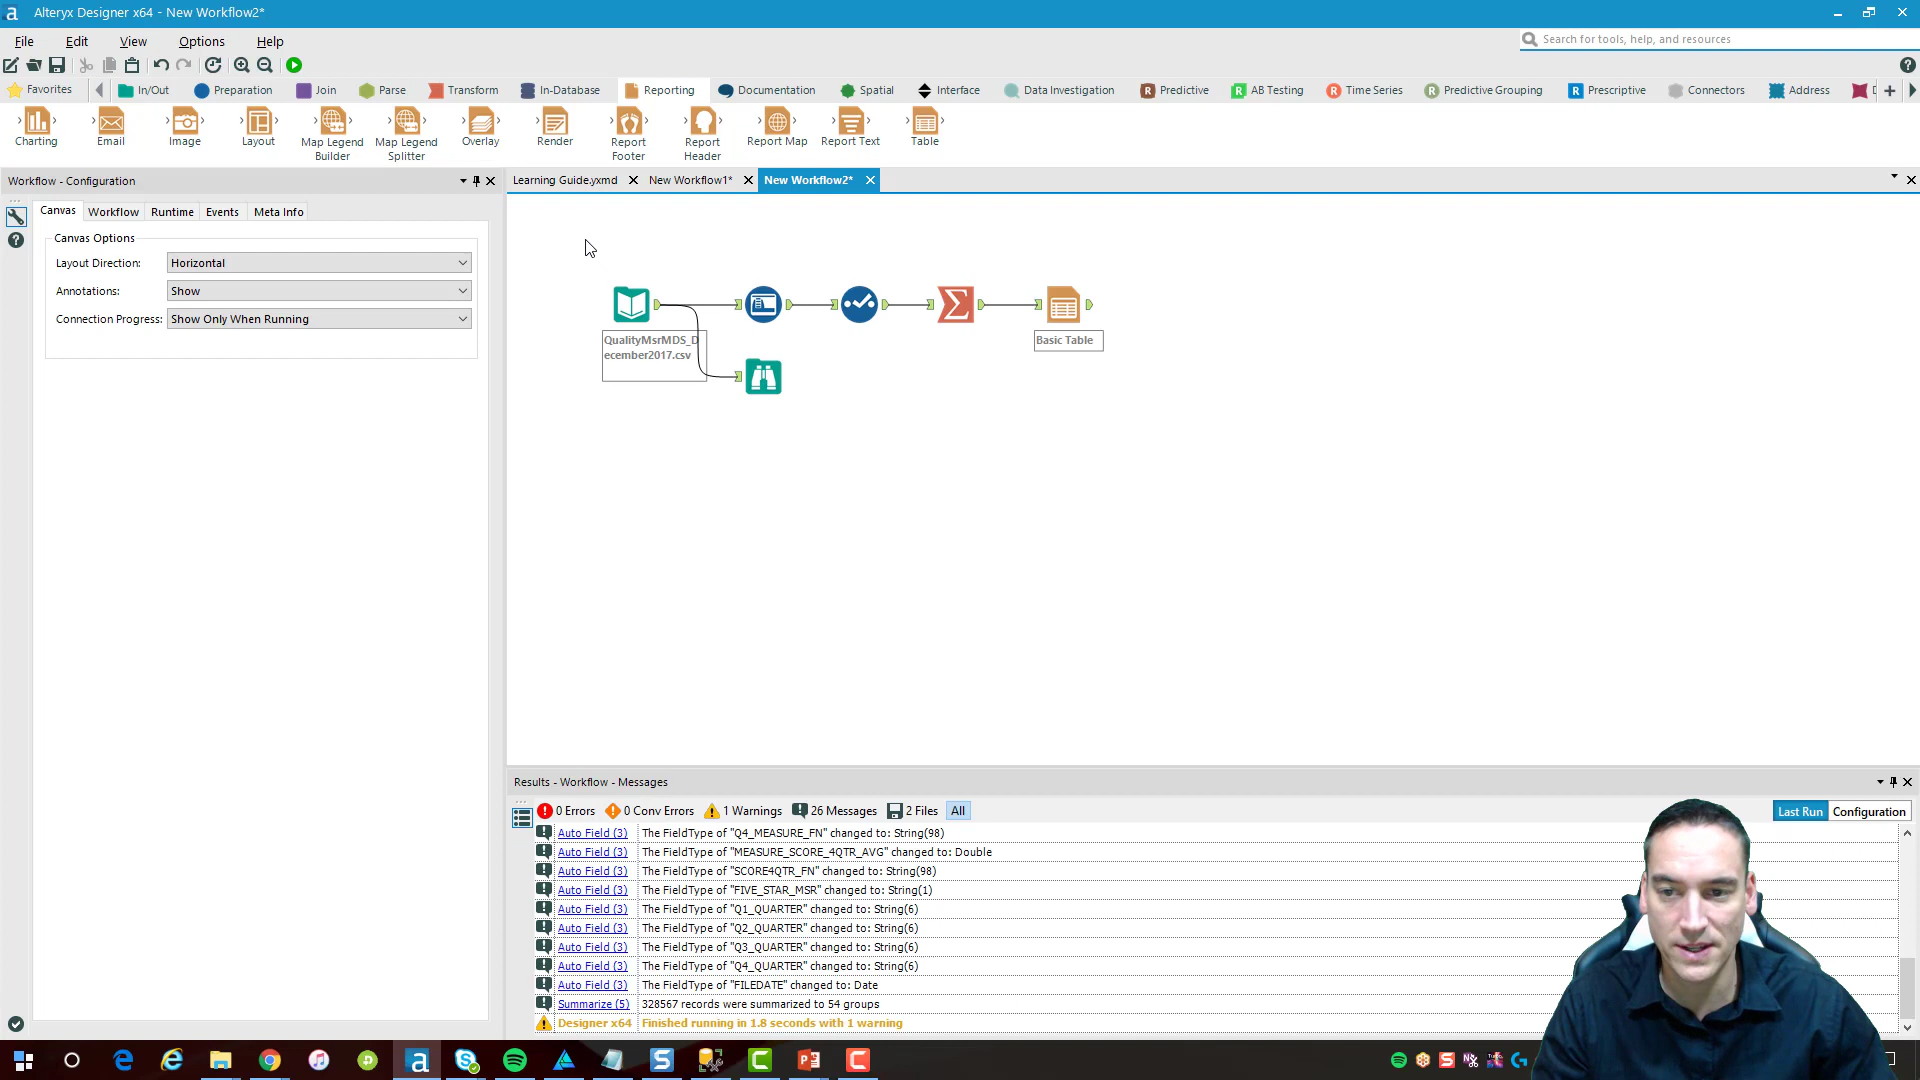 Alteryx Designer x64 - New Workflow2*
File Edit View Options Help
Search for tools, help, and resources
Favorites In/Out Preparation Join Parse Transform In-Database Reporting Documentation Spatial Interface Data Investigation Predictive AB Testing Time Series Predictive Grouping Prescriptive Connectors Address
Charting Email Image Layout Map Legend Builder Map Legend Splitter Overlay Render Report Footer Report Header Report Map Report Text Table
Workflow - Configuration
Learning Guide.yxmd New Workflow1* New Workflow2*
Canvas Workflow Runtime Events Meta Info
Canvas Options
Layout Direction: Horizontal
Annotations: Show
Connection Progress: Show Only When Running
QualityMsrMDS_D
ecember2017.csv
Basic Table
Results - Workflow - Messages
0 Errors 0 Conv Errors 1 Warnings 26 Messages 2 Files All
Last Run Configuration
Auto Field (3) The FieldType of "Q4_MEASURE_FN" changed to: String(98)
Auto Field (3) The FieldType of "MEASURE_SCORE_4QTR_AVG" changed to: Double
Auto Field (3) The FieldType of "SCORE4QTR_FN" changed to: String(98)
Auto Field (3) The FieldType of "FIVE_STAR_MSR" changed to: String(1)
Auto Field (3) The FieldType of "Q1_QUARTER" changed to: String(6)
Auto Field (3) The FieldType of "Q2_QUARTER" changed to: String(6)
Auto Field (3) The FieldType of "Q3_QUARTER" changed to: String(6)
Auto Field (3) The FieldType of "Q4_QUARTER" changed to: String(6)
Auto Field (3) The FieldType of "FILEDATE" changed to: Date
Summarize (5) 328567 records were summarized to 54 groups
Designer x64 Finished running in 1.8 seconds with 1 warning